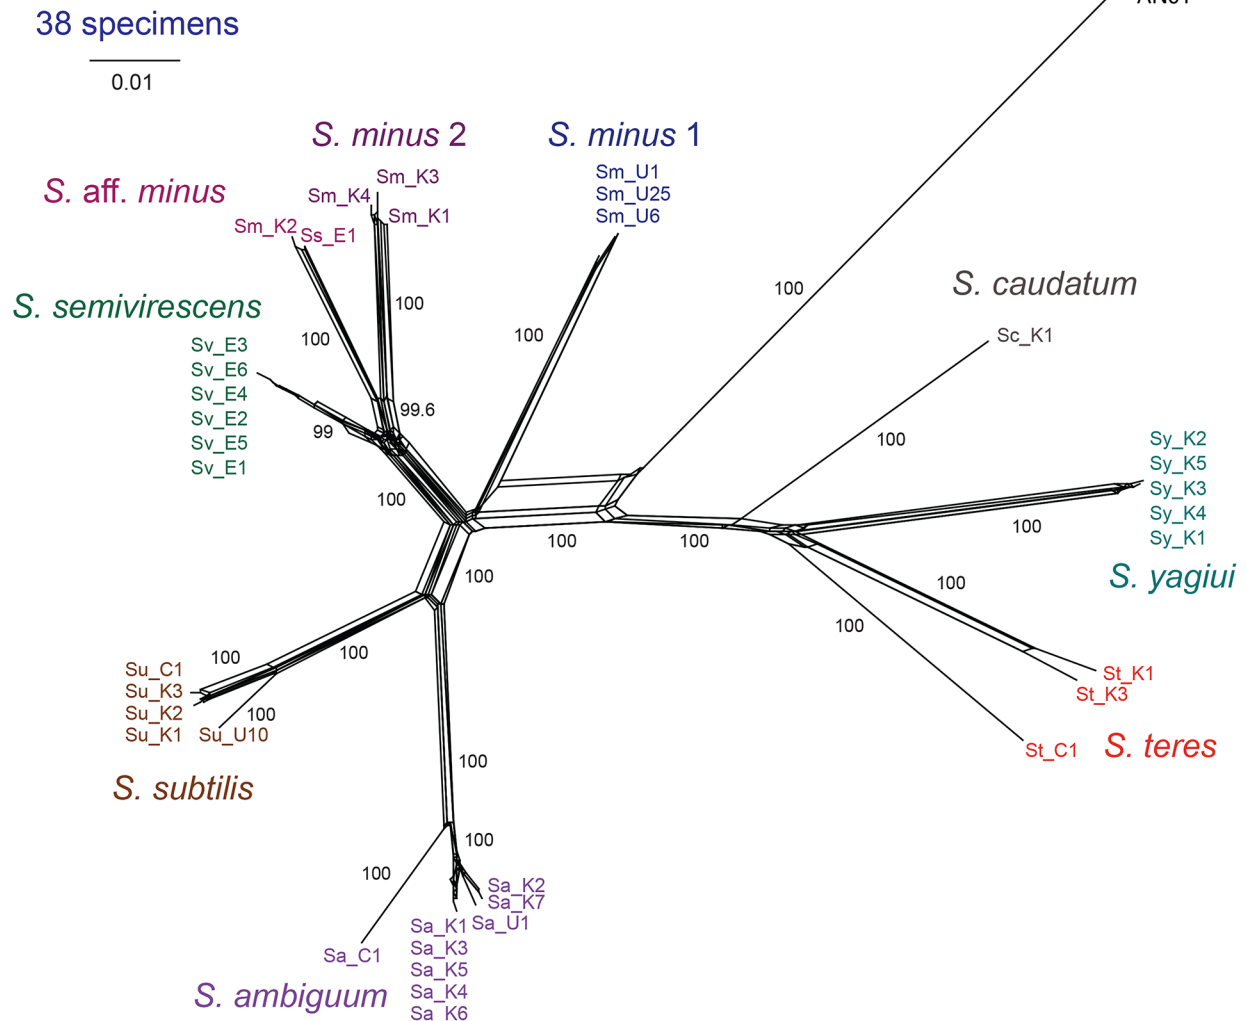 38 specimens
0.01
S. minus 2
S. minus 1
Sm_U1
Sm_U25
Sm_U6
Sm_K3
Sm_K4
Sm_K1
S. aff. minus
Sm_K2
Ss_E1
100
S. caudatum
Sc_K1
100
S. semivirescens
100
100
100
Sv_E3
Sv_E6
Sv_E4
Sv_E2
Sv_E5
Sv_E1
99.6
99
100
Sy_K2
Sy_K5
Sy_K3
Sy_K4
Sy_K1
100
S. yagiui
100
100
100
100
100
100
St_K1
St_K3
St_C1
S. teres
100
100
Su_C1
Su_K3
Su_K2
Su_K1
100
Su_U10
S. subtilis
100
100
100
Sa_K2
Sa_K7
Sa_U1
Sa_K1
Sa_K3
Sa_K5
Sa_K4
Sa_K6
Sa_C1
S. ambiguum